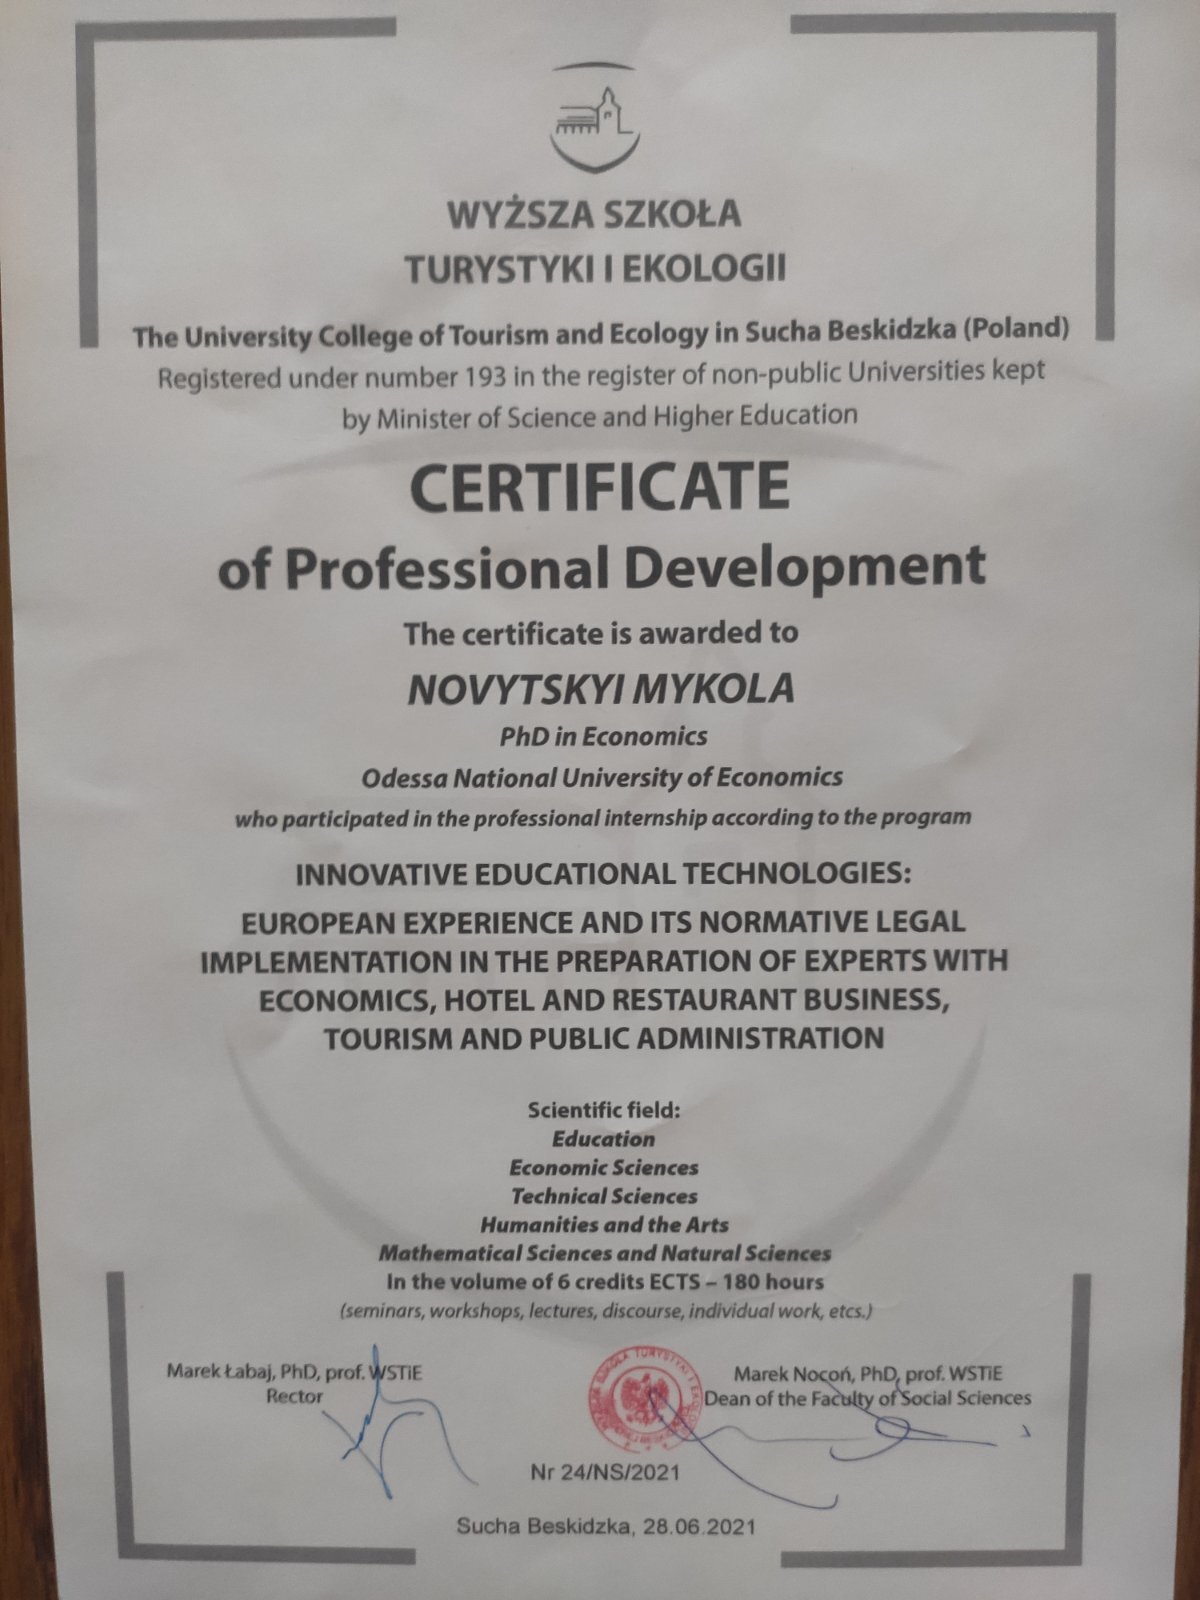 WYŻSZA SZKOŁA
TURYSTYKI I EKOLOGII
The University College of Tourism and Ecology in Sucha Beskidzka (Poland)
Registered under number 193 in the register of non-public Universities kept
by Minister of Science and Higher Education
CERTIFICATE
of Professional Development
The certificate is awarded to
NOVYTSKYI MYKOLA
PhD in Economics
Odessa National University of Economics
who participated in the professional internship according to the program
INNOVATIVE EDUCATIONAL TECHNOLOGIES:
EUROPEAN EXPERIENCE AND ITS NORMATIVE LEGAL
IMPLEMENTATION IN THE PREPARATION OF EXPERTS WITH
ECONOMICS, HOTEL AND RESTAURANT BUSINESS,
TOURISM AND PUBLIC ADMINISTRATION
Scientific field:
Education
Economic Sciences
Technical Sciences
Humanities and the Arts
Mathematical Sciences and Natural Sciences
In the volume of 6 credits ECTS – 180 hours
(seminars, workshops, lectures, discourse, individual work, etcs.)
Marek Łabaj, PhD, prof. WSTiE
Rector
SZKOŁA TURYSTYKI I
Marek Nocoń, PhD, prof. WSTiE
Dean of the Faculty of Social Sciences
Nr 24/NS/2021
Sucha Beskidzka, 28.06.2021